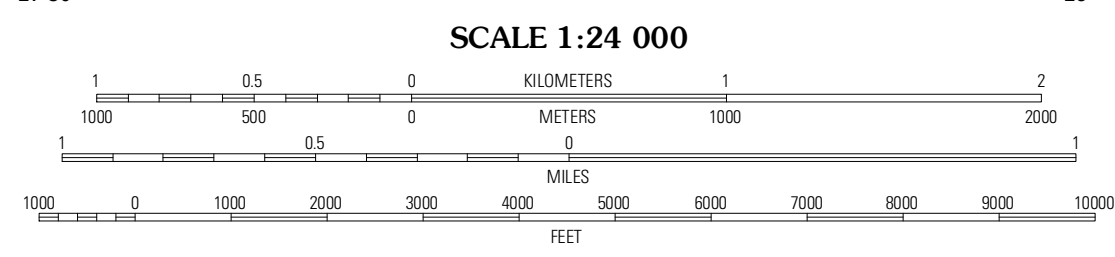 SCALE 1:24 000
1 0.5 0 KILOMETERS 1 2
1000 500 0 METERS 1000 2000
1 0.5 0 1
MILES
1000 0 1000 2000 3000 4000 5000 6000 7000 8000 9000 10000
FEET